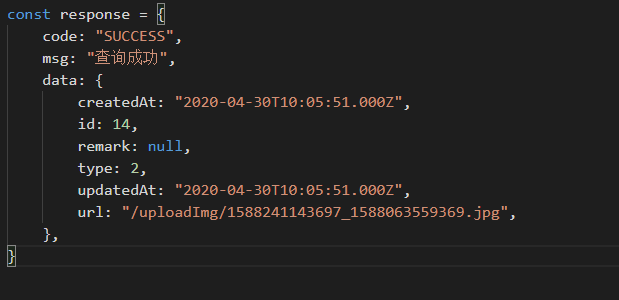 const response = {
code: "SUCCESS",
msg: "查询成功",
data: {
createdAt: "2020-04-30T10:05:51.000Z",
id: 14,
remark: null,
type: 2,
updatedAt: "2020-04-30T10:05:51.000Z",
url: "/uploadImg/1588241143697_1588063559369.jpg",
},
}